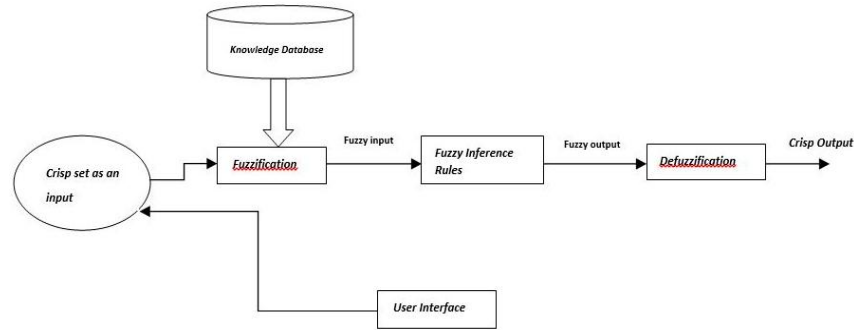 Knowledge Database
Fuzzy input
Fuzzy output
Crisp Output
Crisp set as an
input
Fuzzification
Fuzzy Inference
Rules
Defuzzification
User Interface